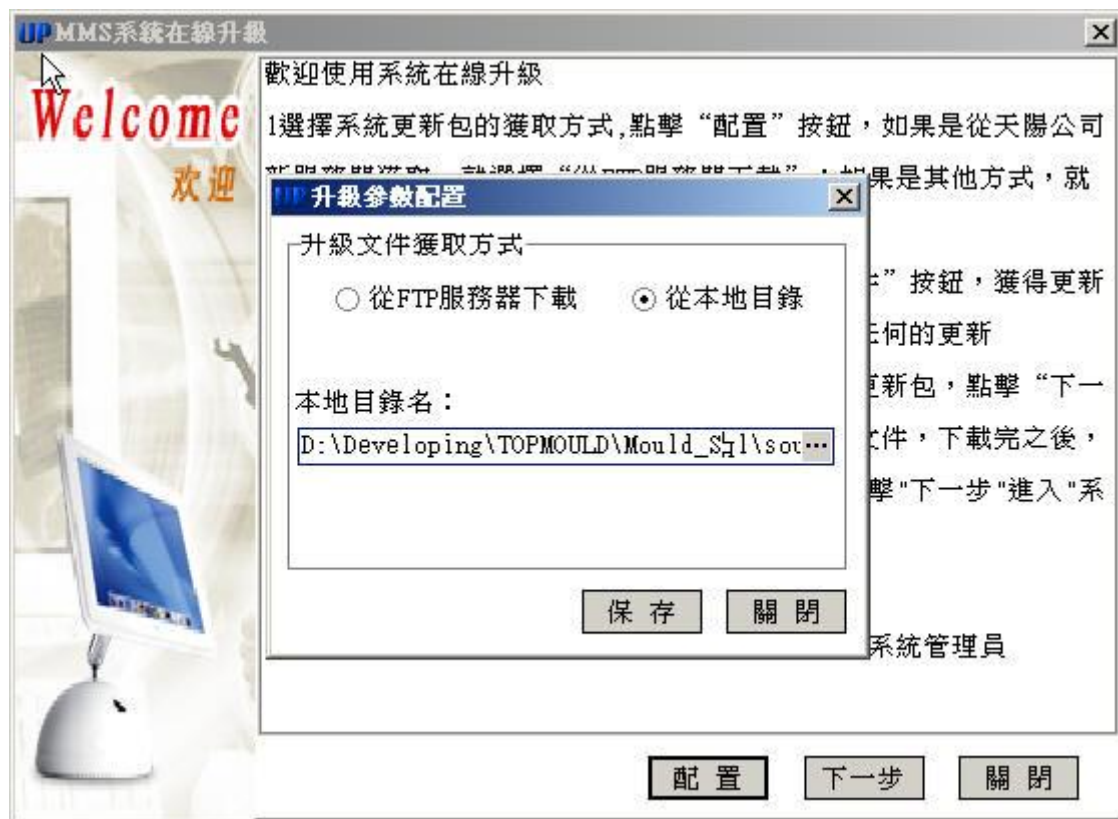 UP MMS系統在線升級
Welcome
欢迎
歡迎使用系統在線升級
1選擇系統更新包的獲取方式,點擊“配置”按鈕，如果是從天陽公司
果是其他方式，就
”按鈕，獲得更新
何的更新
更新包，點擊“下一
文件，下載完之後，
擊"下一步"進入"系
系統管理員
UP 升級參數配置
升級文件獲取方式
從FTP服務器下載
從本地目錄
本地目錄名：
D:\Developing\TOPMOULD\Mould_Sql\sou
...
保 存
關 閉
配 置
下一步
關 閉